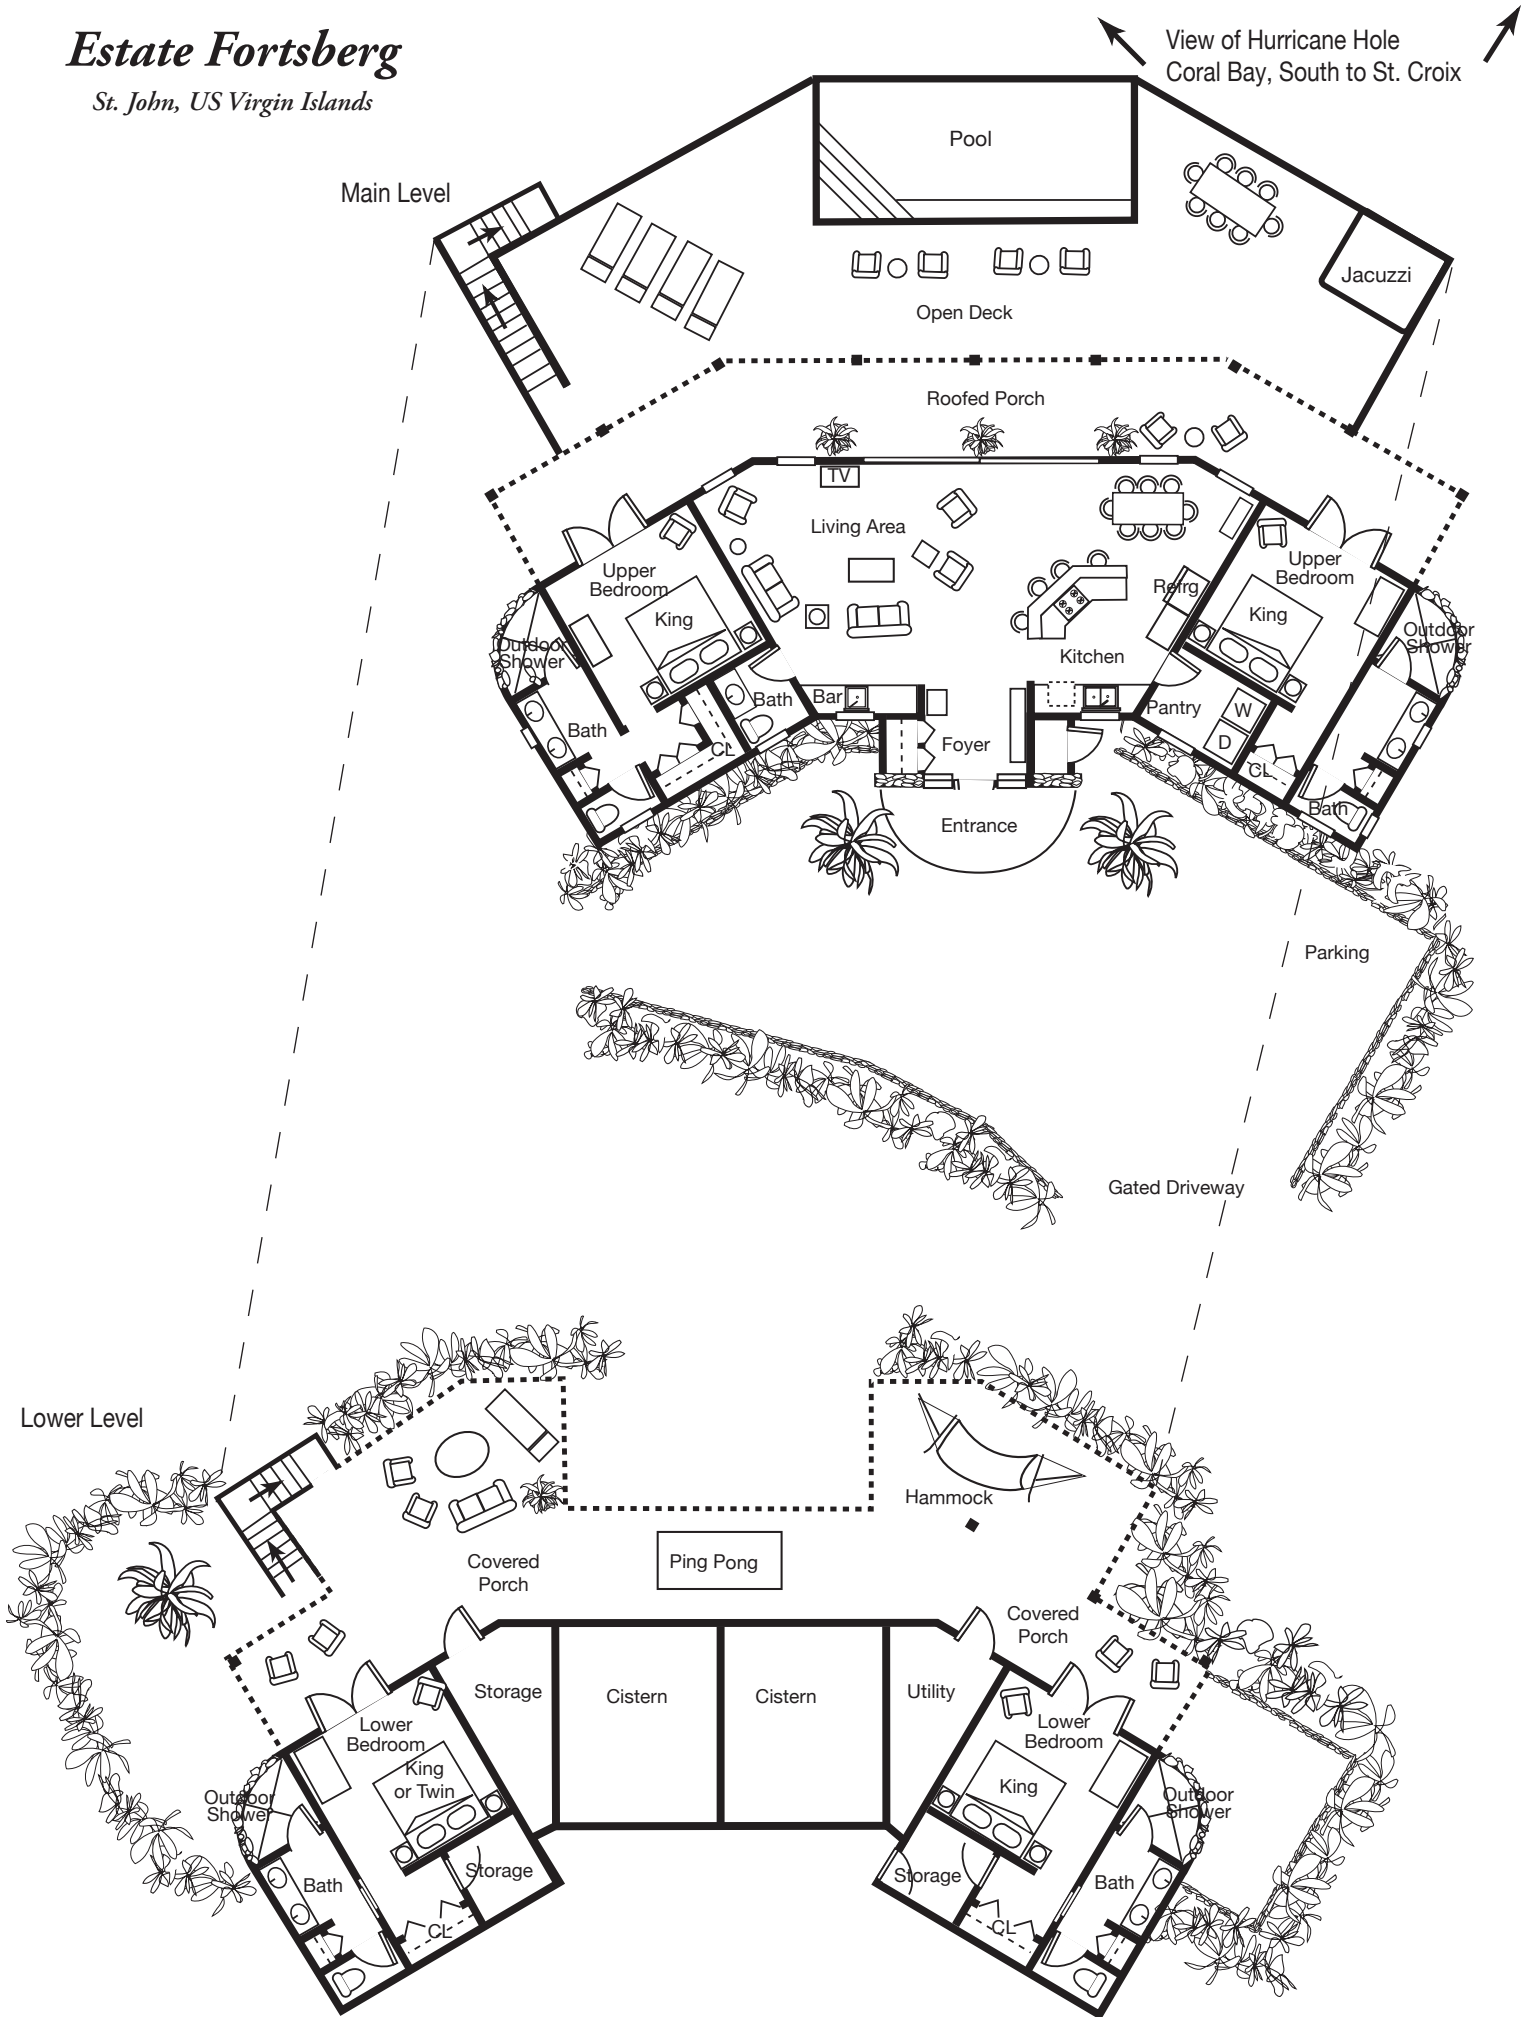 Estate Fortsberg
St. John, US Virgin Islands
View of Hurricane Hole
Coral Bay, South to St. Croix
Main Level
Pool
Jacuzzi
Open Deck
Roofed Porch
TV
Living Area
Upper
Bedroom
King
Refrg
Upper
Bedroom
King
Outdoor
Shower
Outdoor
Shower
Kitchen
Bath
Bath
Bar
Pantry
W
D
CL
Foyer
CL
Bath
Entrance
Parking
Gated Driveway
Lower Level
Hammock
Covered
Porch
Ping Pong
Covered
Porch
Storage
Cistern
Cistern
Utility
Lower
Bedroom
King
or Twin
Lower
Bedroom
King
Outdoor
Shower
Outdoor
Shower
Storage
Storage
Bath
Bath
CL
CL